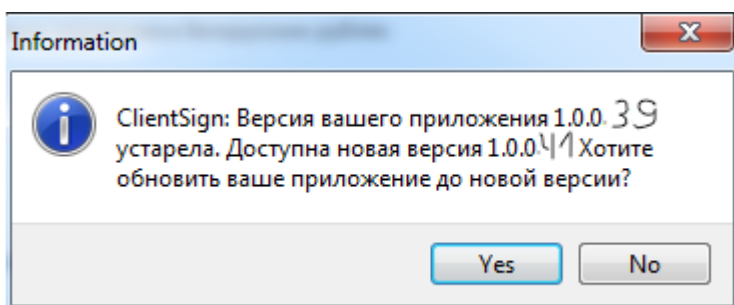 Information
ClientSign: Версия вашего приложения 1.0.0.39
устарела. Доступна новая версия 1.0.0.41 Хотите
обновить ваше приложение до новой версии?
Yes
No